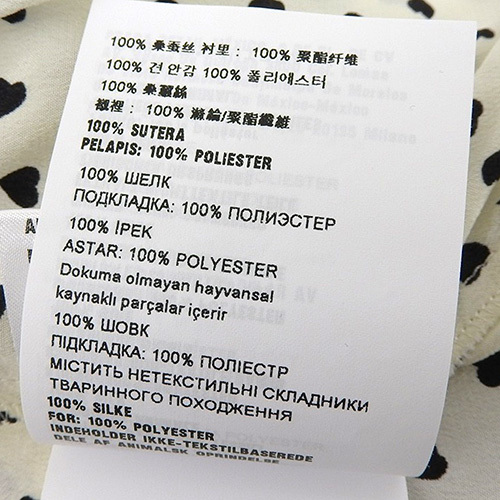 100% 桑蚕丝 衬里： 100% 聚酯纤维
100% 견 안감 100% 폴리에스터
100% 桑蠶絲
襯裡： 100% 滌綸/聚酯纖維
100% SUTERA
PELAPIS: 100% POLIESTER
100% ШЕЛК
ПОДКЛАДКА: 100% ПОЛИЭСТЕР
100% İPEK
ASTAR: 100% POLYESTER
Dokuma olmayan hayvansal
kaynaklı parçalar içerir
100% ШОВК
ПІДКЛАДКА: 100% ПОЛІЕСТР
МІСТИТЬ НЕТЕКСТИЛЬНІ СКЛАДНИКИ
ТВАРИННОГО ПОХОДЖЕННЯ
100% SILKE
FOR: 100% POLYESTER
INDEHOLDER IKKE-TEKSTILBASEREDE
DELE AF ANIMALSK OPRINDELSE